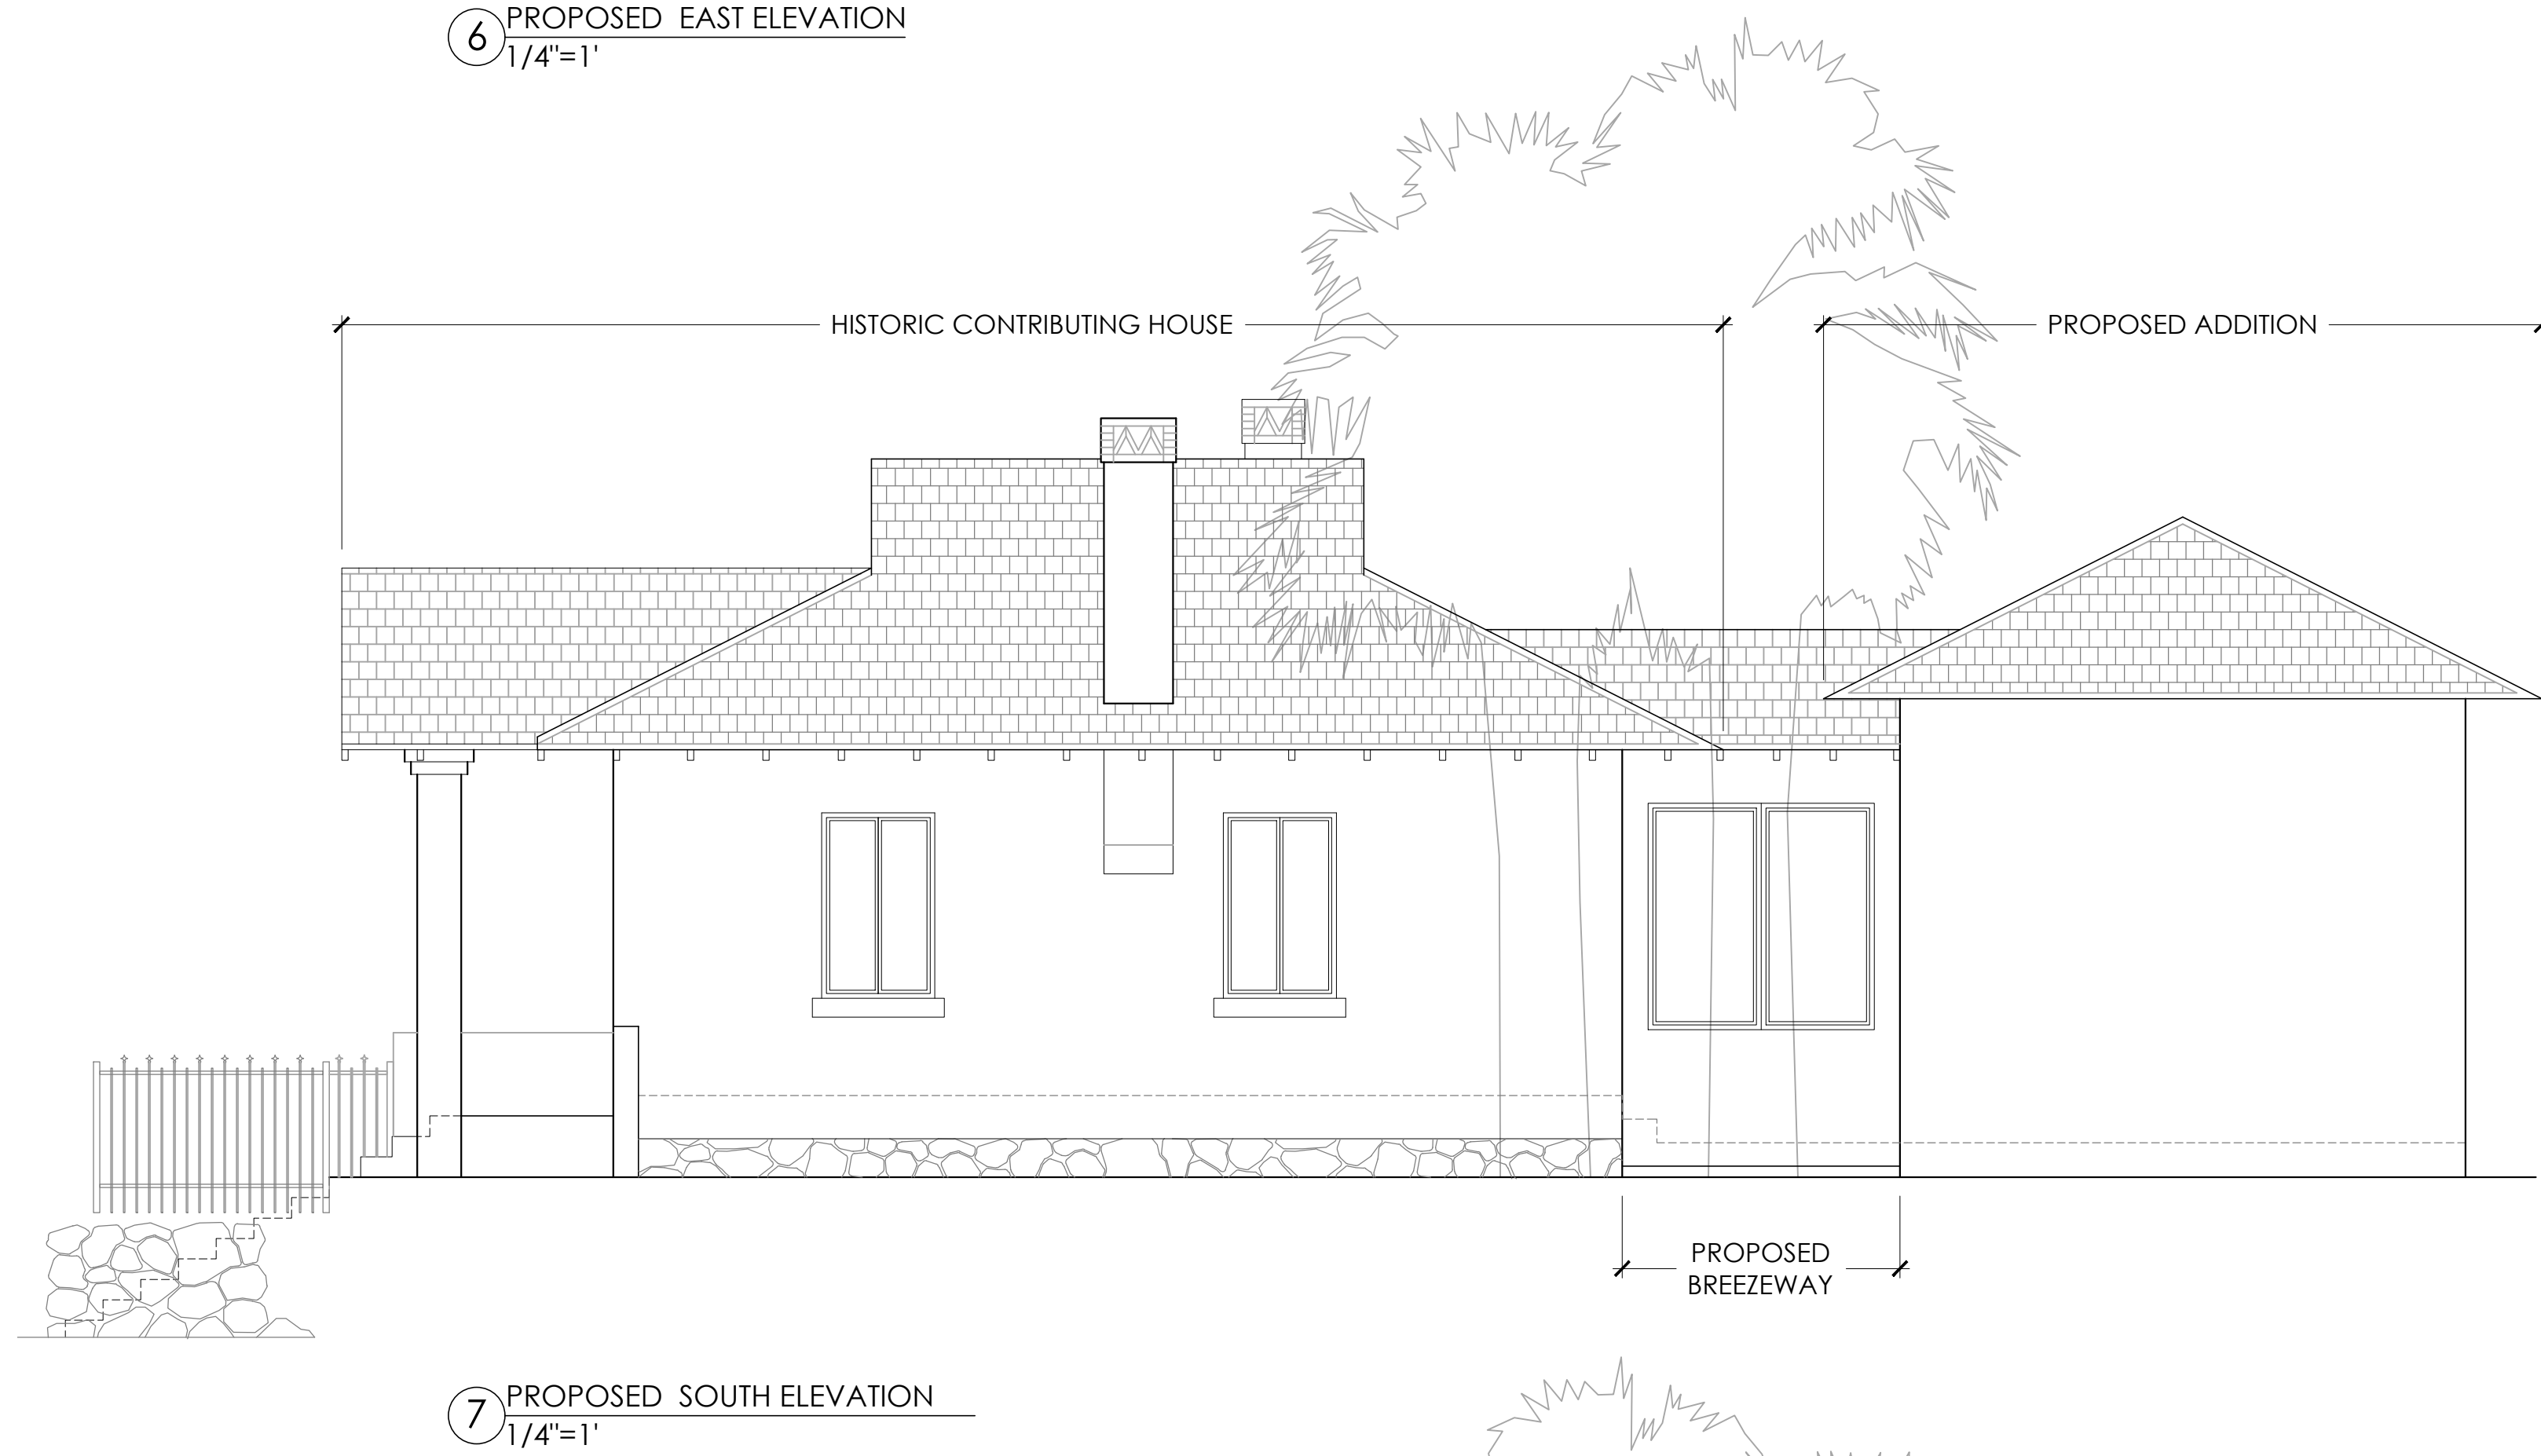 6 PROPOSED  EAST ELEVATION
1/4"=1'
HISTORIC CONTRIBUTING HOUSE
PROPOSED ADDITION
PROPOSED
BREEZEWAY
7 PROPOSED  SOUTH ELEVATION
1/4"=1'